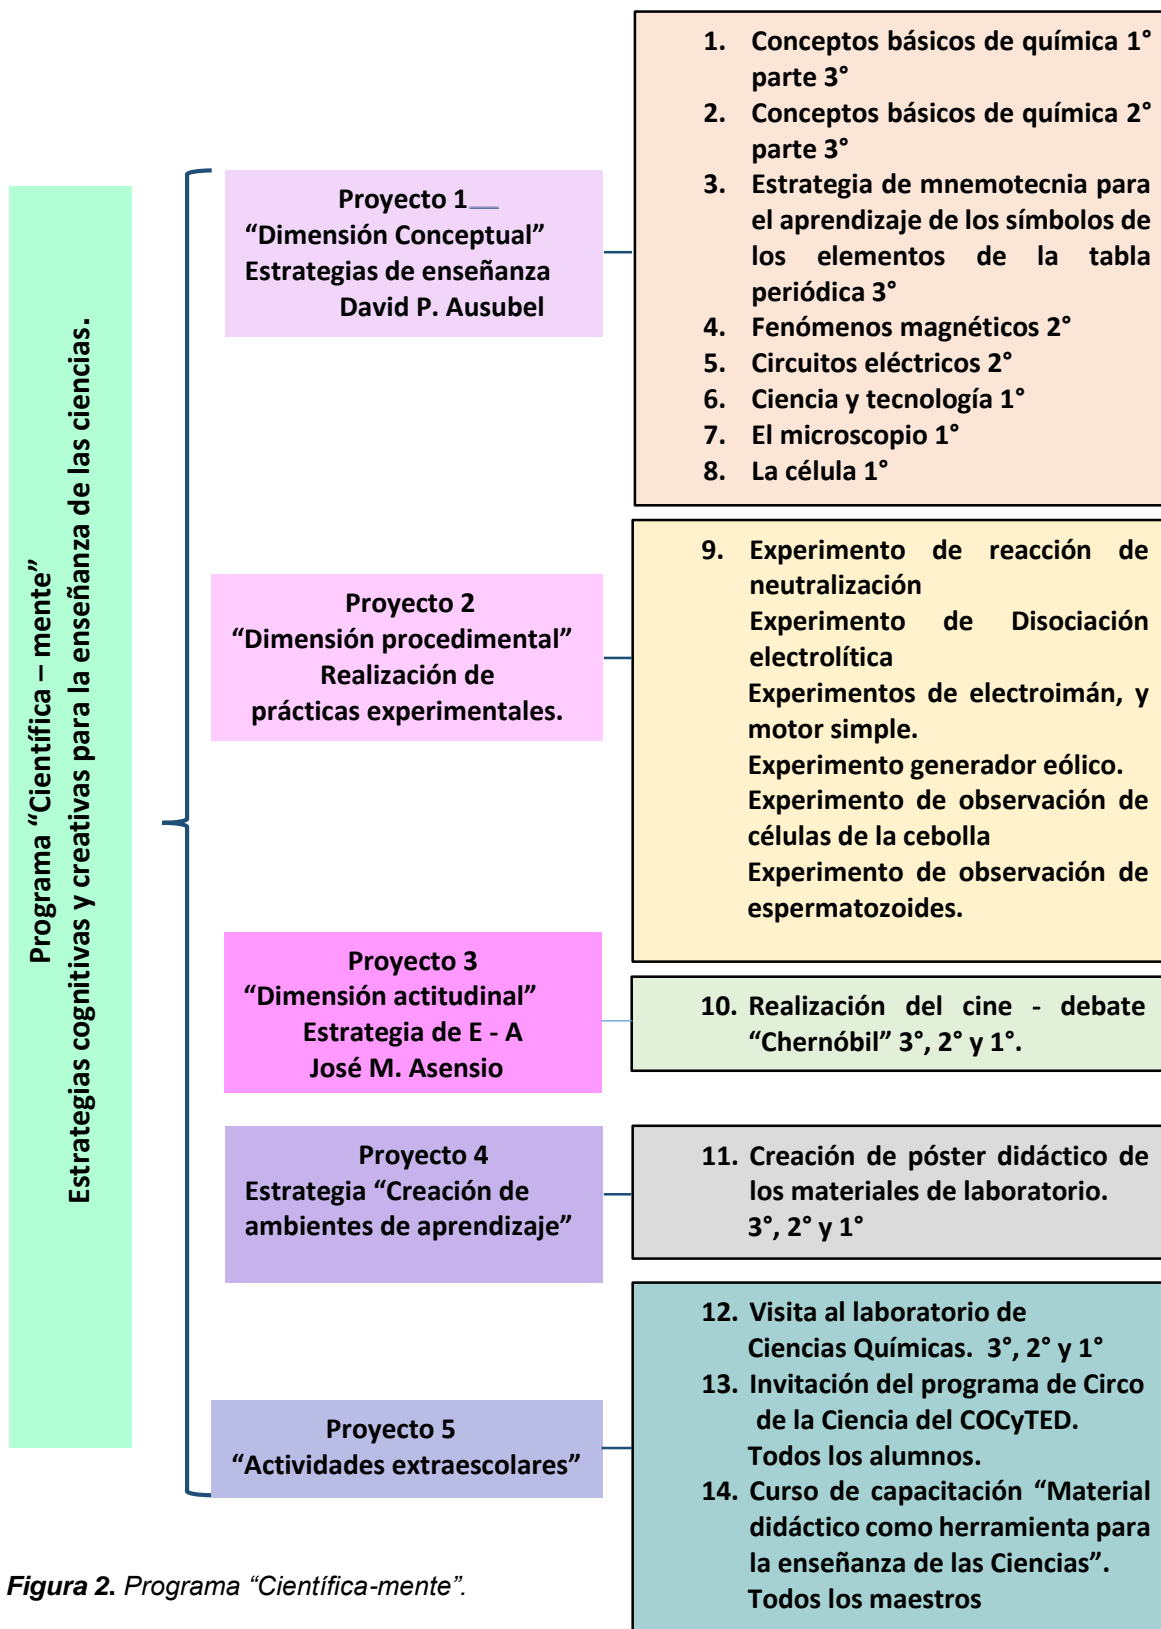 Programa “Científica – mente”
Estrategias cognitivas y creativas para la enseñanza de las ciencias.
Proyecto 1
“Dimensión Conceptual”
Estrategias de enseñanza
David P. Ausubel
1. Conceptos básicos de química 1°
parte 3°
2. Conceptos básicos de química 2°
parte 3°
3. Estrategia de mnemotecnia para
el aprendizaje de los símbolos de
los elementos de la tabla
periódica 3°
4. Fenómenos magnéticos 2°
5. Circuitos eléctricos 2°
6. Ciencia y tecnología 1°
7. El microscopio 1°
8. La célula 1°
Proyecto 2
“Dimensión procedimental”
Realización de
prácticas experimentales.
9. Experimento de reacción de
neutralización
Experimento de Disociación
electrolítica
Experimentos de electroimán, y
motor simple.
Experimento generador eólico.
Experimento de observación de
células de la cebolla
Experimento de observación de
espermatozoides.
Proyecto 3
“Dimensión actitudinal”
Estrategia de E - A
José M. Asensio
10. Realización del cine - debate
“Chernóbil” 3°, 2° y 1°.
Proyecto 4
Estrategia “Creación de
ambientes de aprendizaje”
11. Creación de póster didáctico de
los materiales de laboratorio.
3°, 2° y 1°
Proyecto 5
“Actividades extraescolares”
12. Visita al laboratorio de
Ciencias Químicas. 3°, 2° y 1°
13. Invitación del programa de Circo
de la Ciencia del COCyTED.
Todos los alumnos.
14. Curso de capacitación “Material
didáctico como herramienta para
la enseñanza de las Ciencias”.
Todos los maestros
Figura 2. Programa “Científica-mente”.